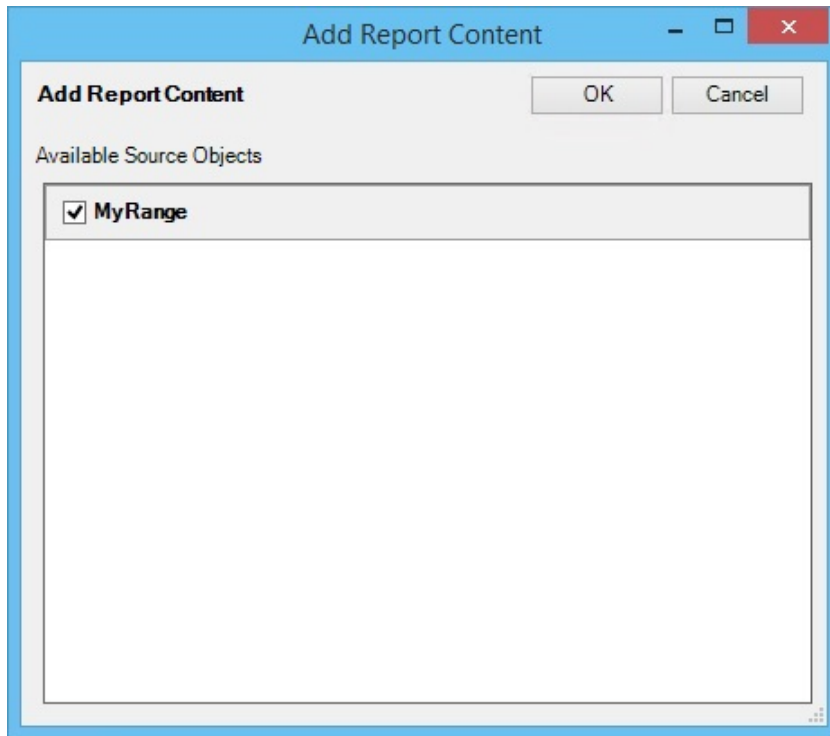 Add Report Content
Add Report Content OK Cancel
Available Source Objects
MyRange